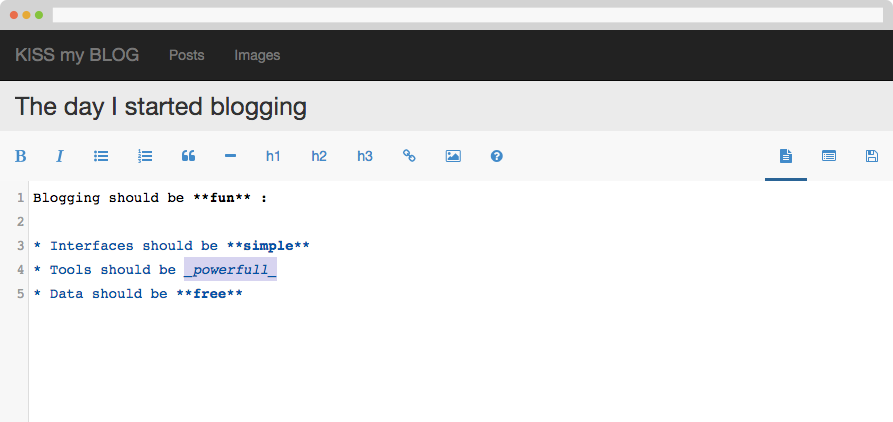 KISS my BLOG Posts Images
The day I started blogging
B I h1 h2 h3
1 Blogging should be **fun** :
2
3 * Interfaces should be **simple**
4 * Tools should be _powerfull_
5 * Data should be **free**